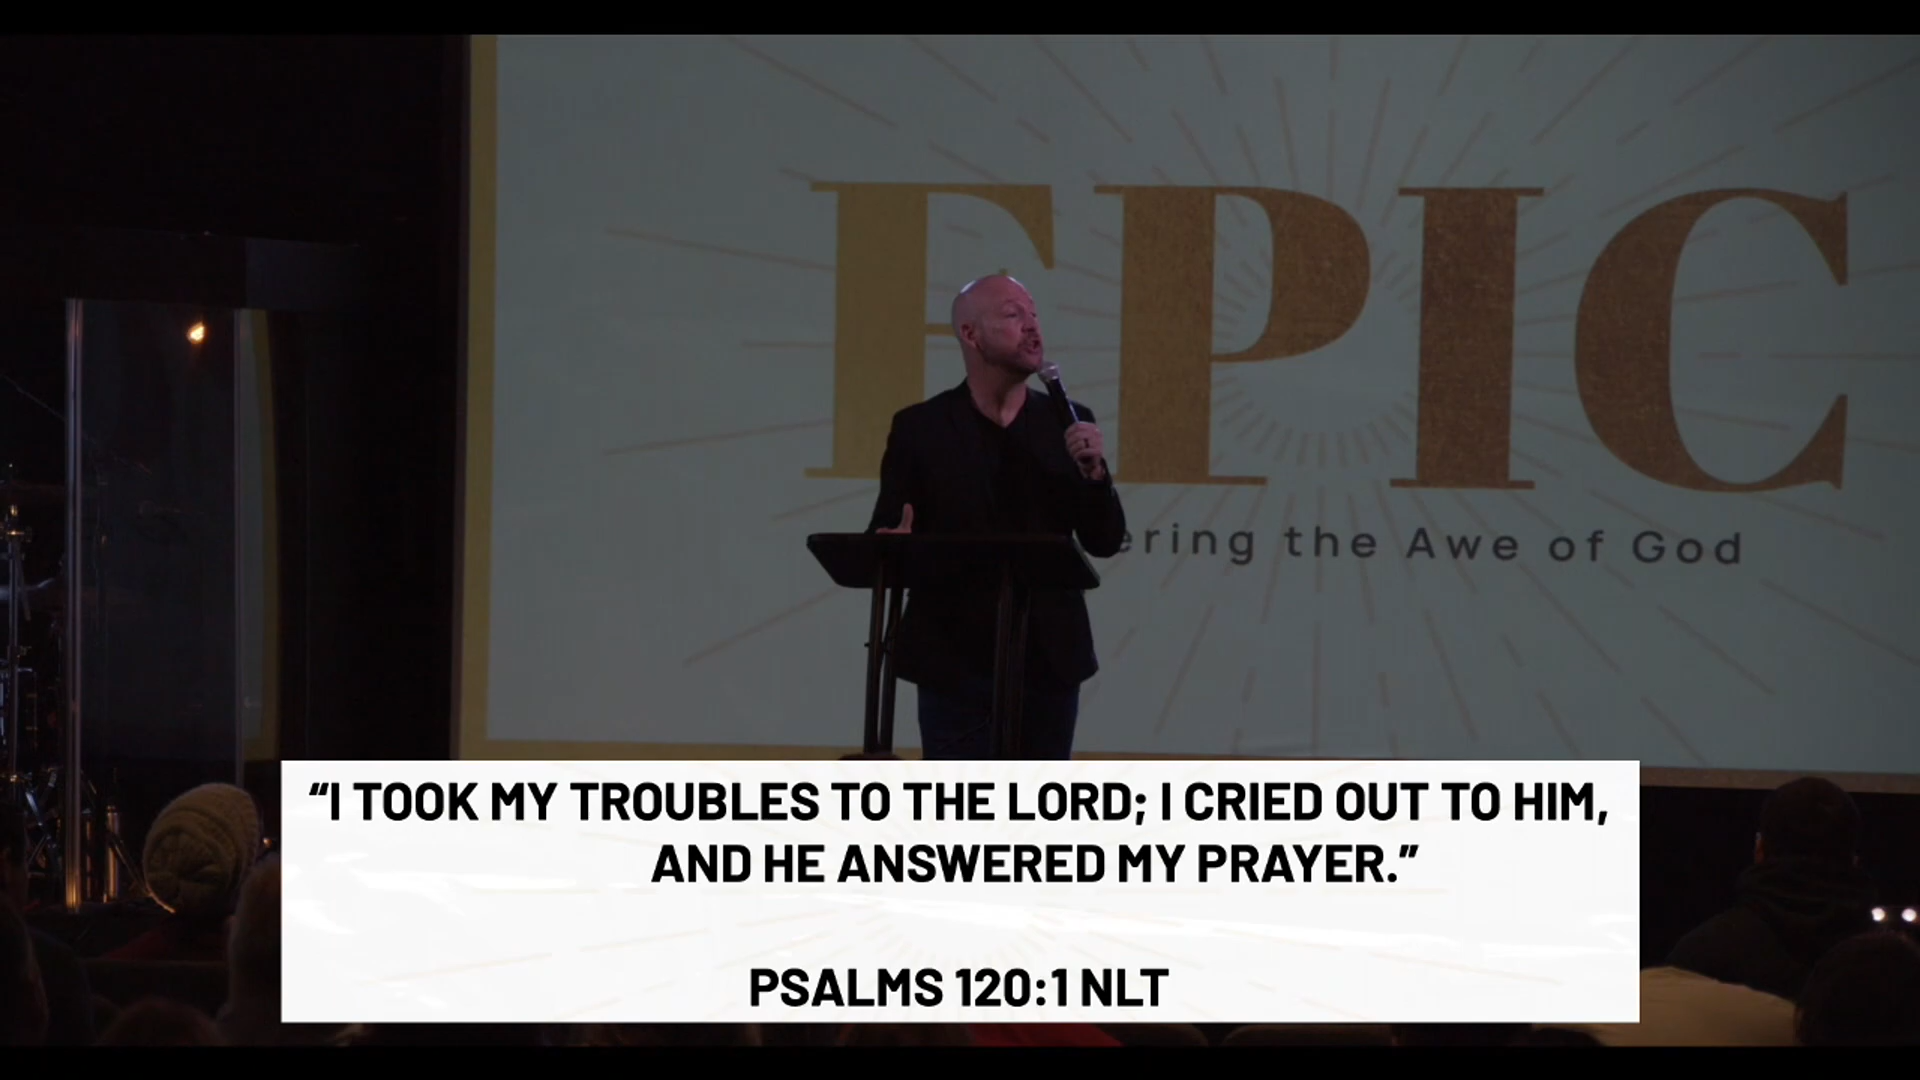 EPIC
the Awe of God
“I TOOK MY TROUBLES TO THE LORD; I CRIED OUT TO HIM,
AND HE ANSWERED MY PRAYER.”
PSALMS 120:1 NLT